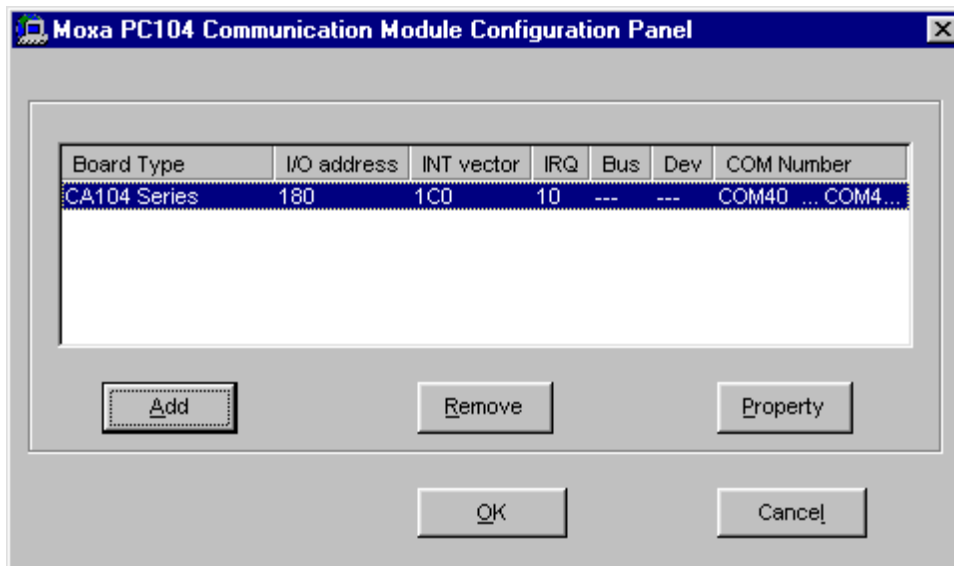 Moxa PC104 Communication Module Configuration Panel
Board Type I/O address INT vector IRQ Bus Dev COM Number
CA104 Series 180 1C0 10 --- --- COM40 ... COM4...
Add Remove Property
OK Cancel